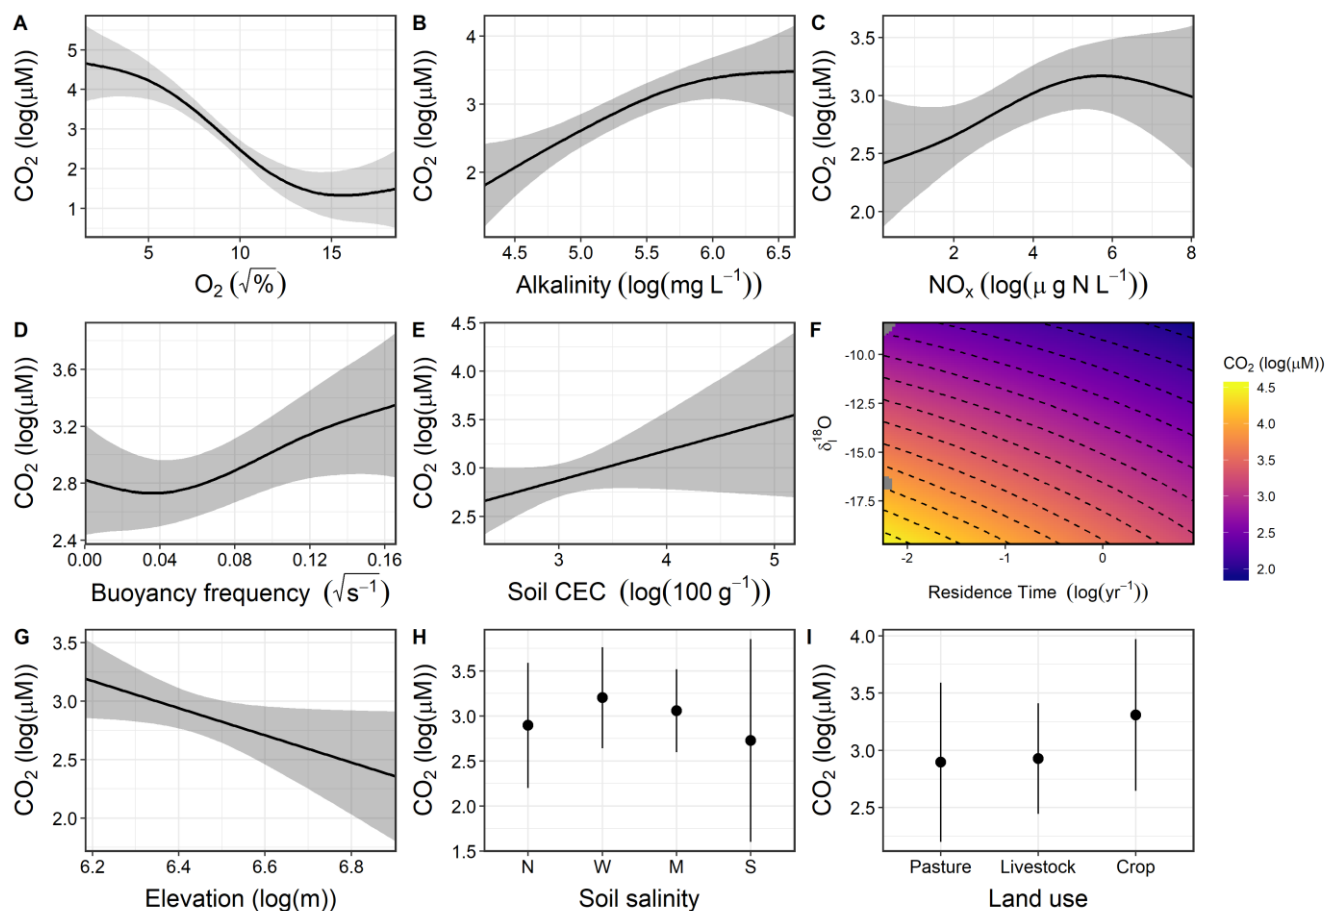 A
CO₂ (log(μM))
5
4
3
2
1
5
10
15
O₂ (√%)
B
CO₂ (log(μM))
4
3
2
4.5
5.0
5.5
6.0
6.5
Alkalinity (log(mg L⁻¹))
C
CO₂ (log(μM))
3.5
3.0
2.5
2.0
2
4
6
8
NOₓ (log(μ g N L⁻¹))
D
CO₂ (log(μM))
3.6
3.2
2.8
2.4
0.00
0.04
0.08
0.12
0.16
Buoyancy frequency (√s⁻¹)
E
CO₂ (log(μM))
4.5
4.0
3.5
3.0
2.5
3
4
5
Soil CEC (log(100 g⁻¹))
F
δ_I¹⁸O
-10.0
-12.5
-15.0
-17.5
-2
-1
0
Residence Time (log(yr⁻¹))
CO₂ (log(μM))
4.5
4.0
3.5
3.0
2.5
2.0
G
CO₂ (log(μM))
3.5
3.0
2.5
2.0
6.2
6.4
6.6
6.8
Elevation (log(m))
H
CO₂ (log(μM))
3.5
3.0
2.5
2.0
1.5
N
W
M
S
Soil salinity
I
CO₂ (log(μM))
4.0
3.5
3.0
2.5
Pasture
Livestock
Crop
Land use